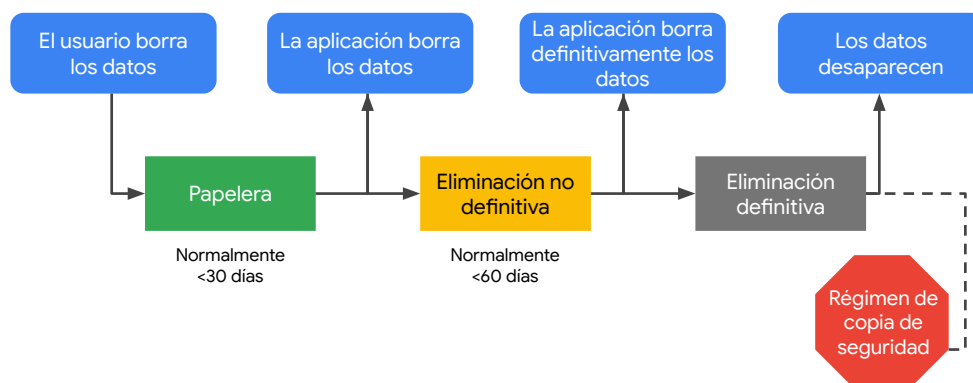 El usuario borra
los datos
La aplicación borra
los datos
La aplicación borra
definitivamente los
datos
Los datos
desaparecen
Papelera
Eliminación no
definitiva
Eliminación
definitiva
Normalmente
<30 días
Normalmente
<60 días
Régimen de
copia de
seguridad